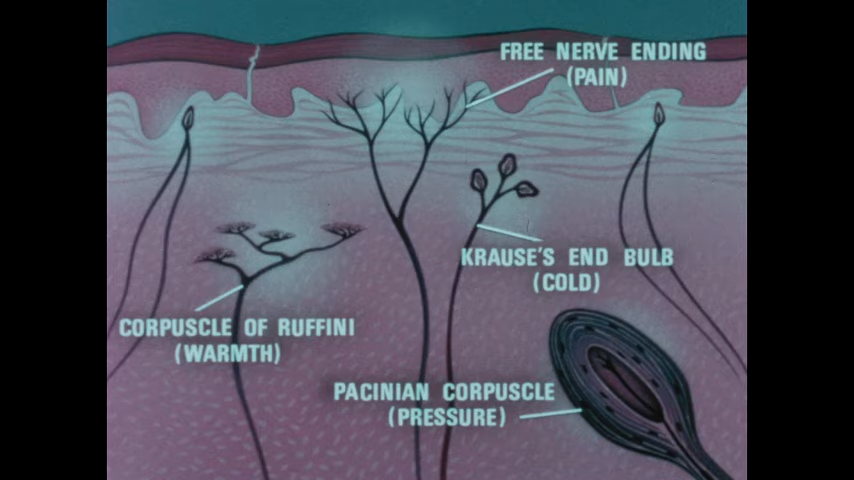 FREE NERVE ENDING
(PAIN)
KRAUSE'S END BULB
(COLD)
CORPUSCLE OF RUFFINI
(WARMTH)
PACINIAN CORPUSCLE
(PRESSURE)